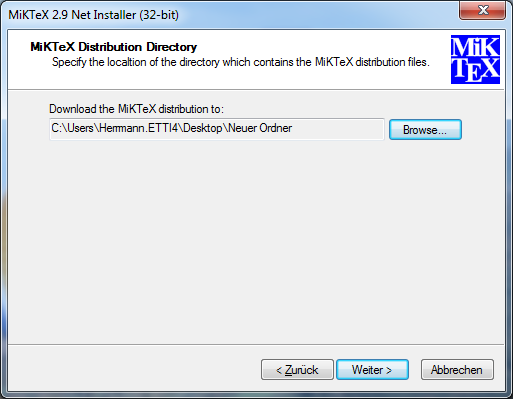 MiKTeX 2.9 Net Installer (32-bit)
MiKTeX Distribution Directory
Specify the localtion of the directory which contains the MiKTeX distribution files.
MiK
TEX
Download the MiKTeX distribution to:
C:\Users\Hermann.ETTI4\Desktop\Neuer Ordner
Browse...
< Zurück
Weiter >
Abbrechen